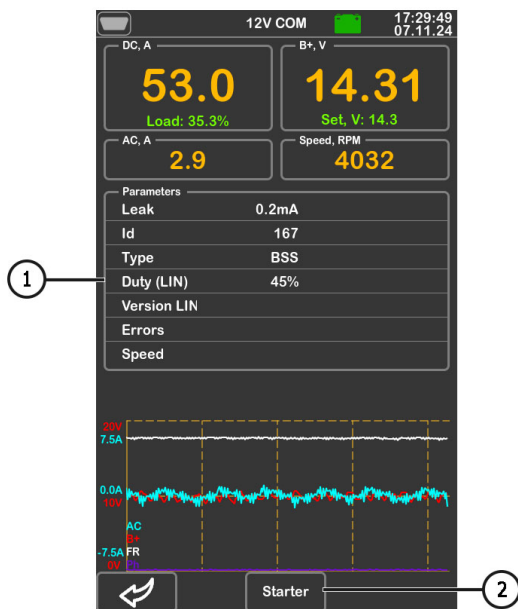 12V COM
17:29:49
07.11.24
DC, A
53.0
Load: 35.3%
B+, V
14.31
Set, V: 14.3
AC, A
2.9
Speed, RPM
4032
Parameters
Leak 0.2mA
Id 167
Type BSS
Duty (LIN) 45%
Version LIN
Errors
Speed
1
20V
7.5A
0.0A
10V
AC
B+
-7.5A FR
0V Ph
Starter
2